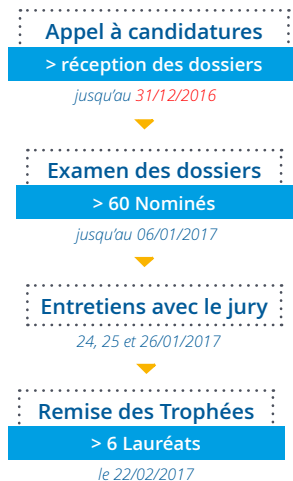 Appel à candidatures
> réception des dossiers
jusqu'au 31/12/2016
Examen des dossiers
> 60 Nominés
jusqu'au 06/01/2017
Entretiens avec le jury
24, 25 et 26/01/2017
Remise des Trophées
> 6 Lauréats
le 22/02/2017